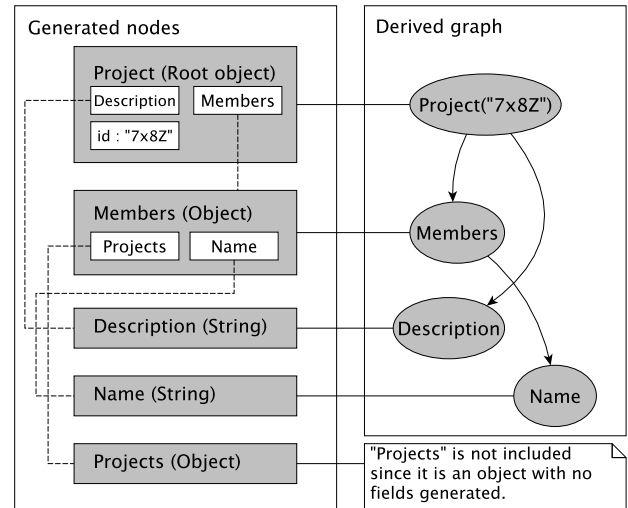 Generated nodes
Project (Root object)
Description
Members
id : "7x8Z"
Members (Object)
Projects
Name
Description (String)
Name (String)
Projects (Object)
Derived graph
Project("7x8Z")
Members
Description
Name
"Projects" is not included
since it is an object with no
fields generated.